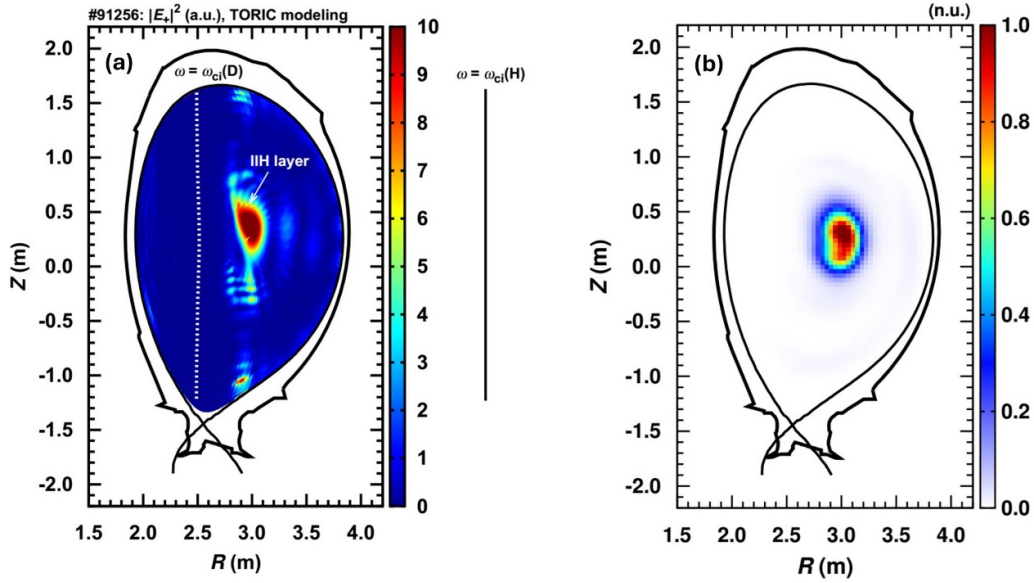 #91256: |E₊|² (a.u.), TORIC modeling
(a)
ω = ω_ci(D)
IIH layer
Z (m)
2.0
1.5
1.0
0.5
0.0
-0.5
-1.0
-1.5
-2.0
1.5 2.0 2.5 3.0 3.5 4.0
R (m)
10
9
8
7
6
5
4
3
2
1
0
ω = ω_ci(H)
(n.u.)
(b)
Z (m)
2.0
1.5
1.0
0.5
0.0
-0.5
-1.0
-1.5
-2.0
1.5 2.0 2.5 3.0 3.5 4.0
R (m)
1.0
0.8
0.6
0.4
0.2
0.0